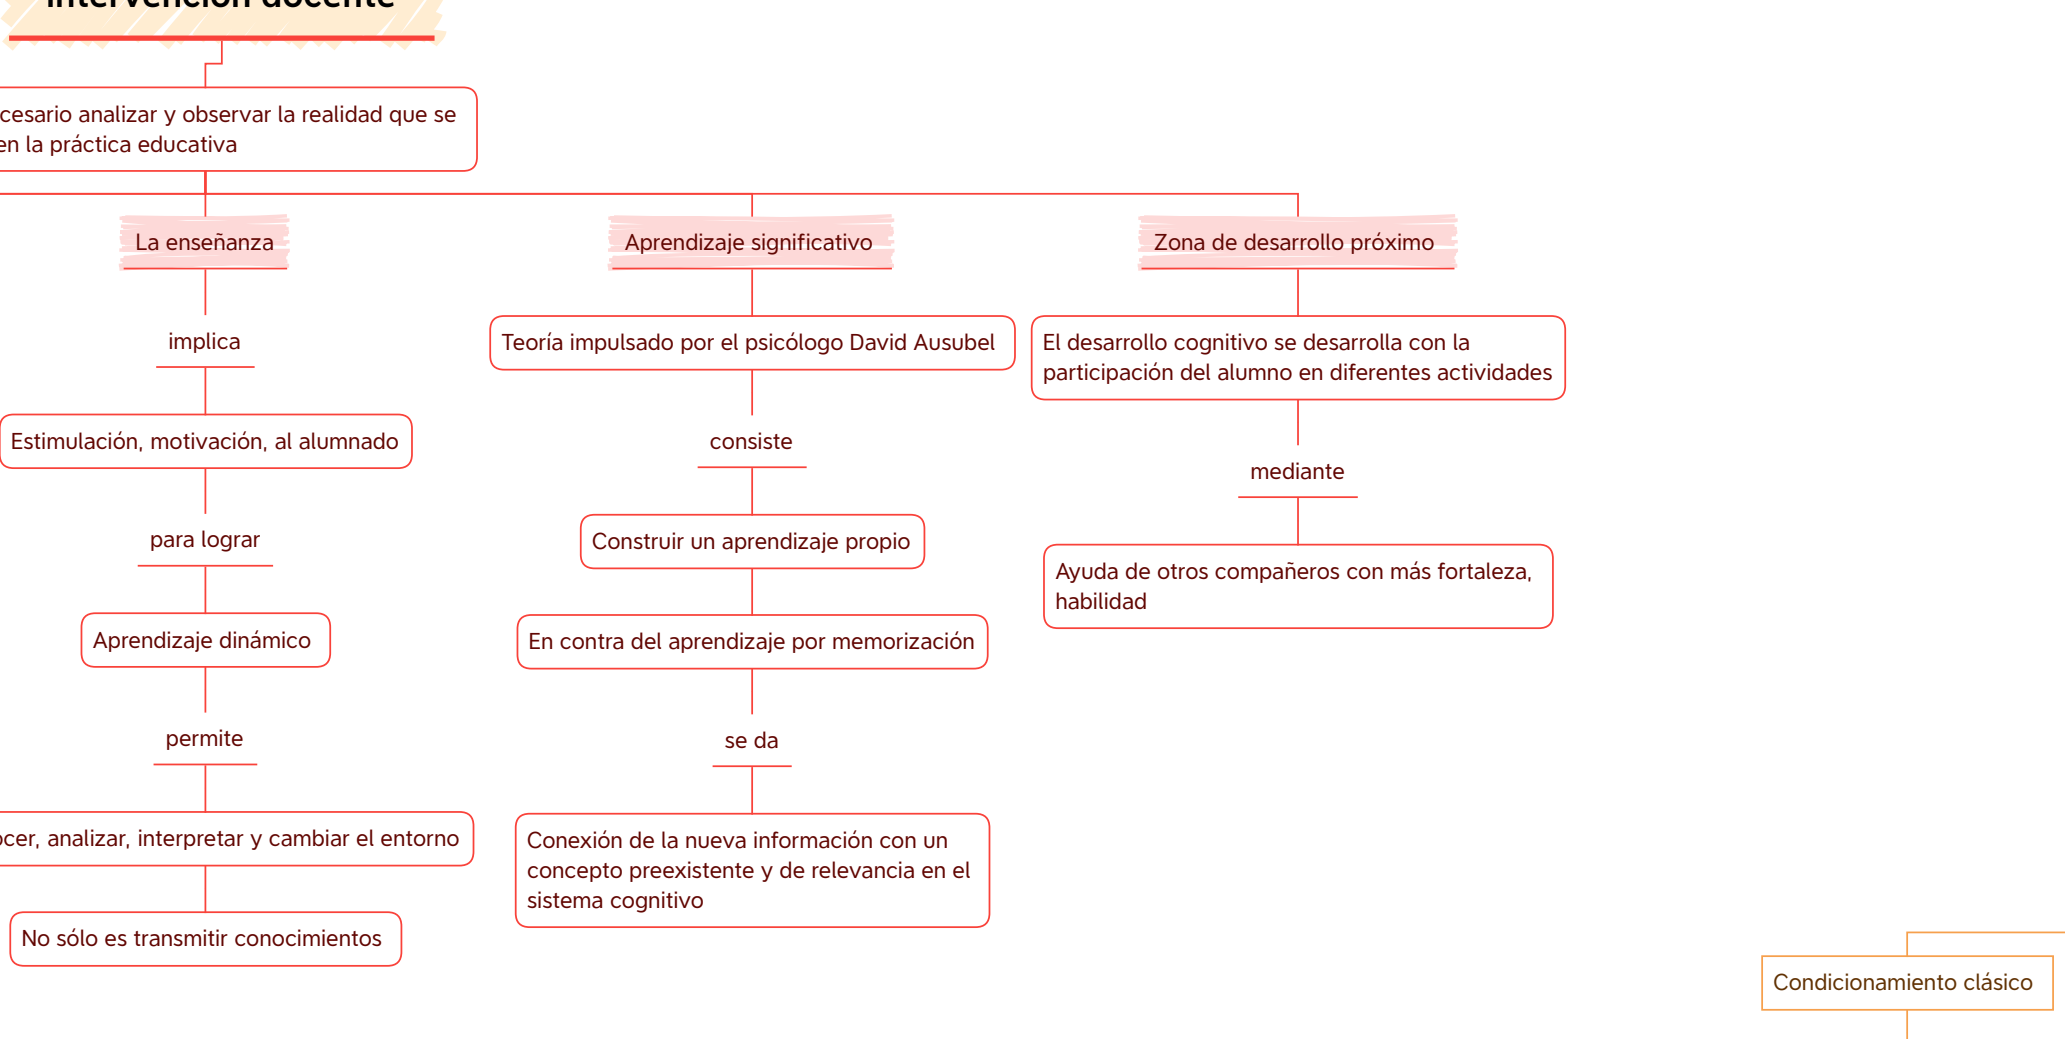 intervención docente
cesario analizar y observar la realidad que se
en la práctica educativa
La enseñanza
implica
Estimulación, motivación, al alumnado
para lograr
Aprendizaje dinámico
permite
ocer, analizar, interpretar y cambiar el entorno
No sólo es transmitir conocimientos
Aprendizaje significativo
Teoría impulsado por el psicólogo David Ausubel
consiste
Construir un aprendizaje propio
En contra del aprendizaje por memorización
se da
Conexión de la nueva información con un
concepto preexistente y de relevancia en el
sistema cognitivo
Zona de desarrollo próximo
El desarrollo cognitivo se desarrolla con la
participación del alumno en diferentes actividades
mediante
Ayuda de otros compañeros con más fortaleza,
habilidad
Condicionamiento clásico